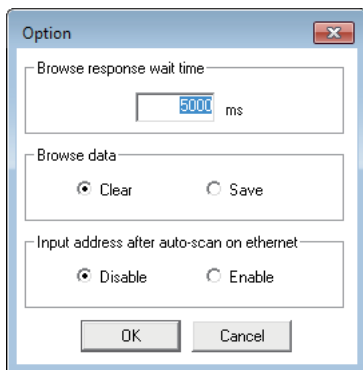 Option
Browse response wait time
5000 ms
Browse data
Clear Save
Input address after auto-scan on ethernet
Disable Enable
OK Cancel